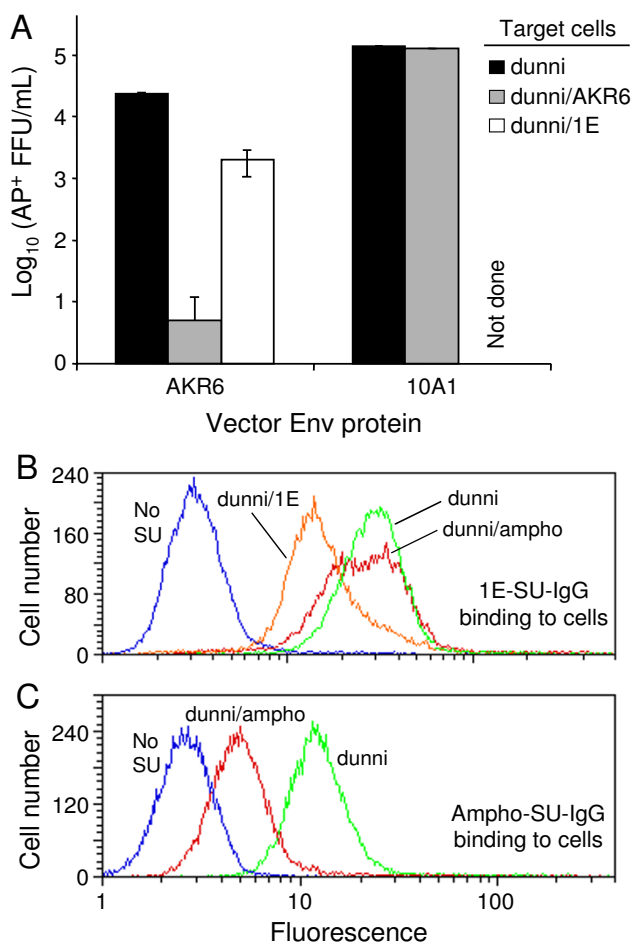 A
Target cells
dunni
dunni/AKR6
dunni/1E
Log₁₀ (AP⁺ FFU/mL)
5
4
3
2
1
0
Not done
AKR6
10A1
Vector Env protein
B
Cell number
240
160
80
0
No
SU
dunni/1E
dunni
dunni/ampho
1E-SU-IgG
binding to cells
C
Cell number
240
120
0
No
SU
dunni/ampho
dunni
Ampho-SU-IgG
binding to cells
1
10
100
Fluorescence